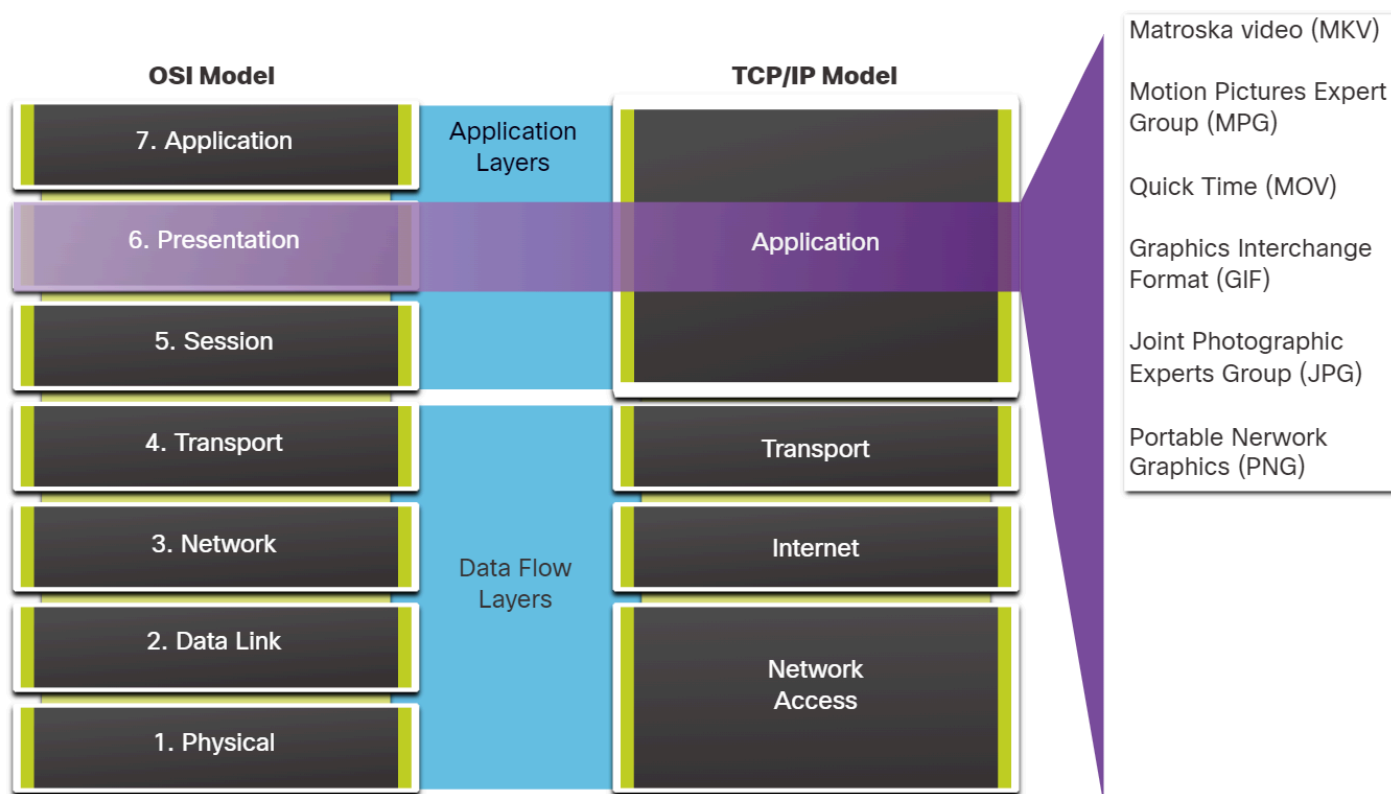 OSI Model
TCP/IP Model
7. Application
6. Presentation
5. Session
4. Transport
3. Network
2. Data Link
1. Physical
Application
Layers
Data Flow
Layers
Application
Transport
Internet
Network
Access
Matroska video (MKV)
Motion Pictures Expert
Group (MPG)
Quick Time (MOV)
Graphics Interchange
Format (GIF)
Joint Photographic
Experts Group (JPG)
Portable Nerwork
Graphics (PNG)